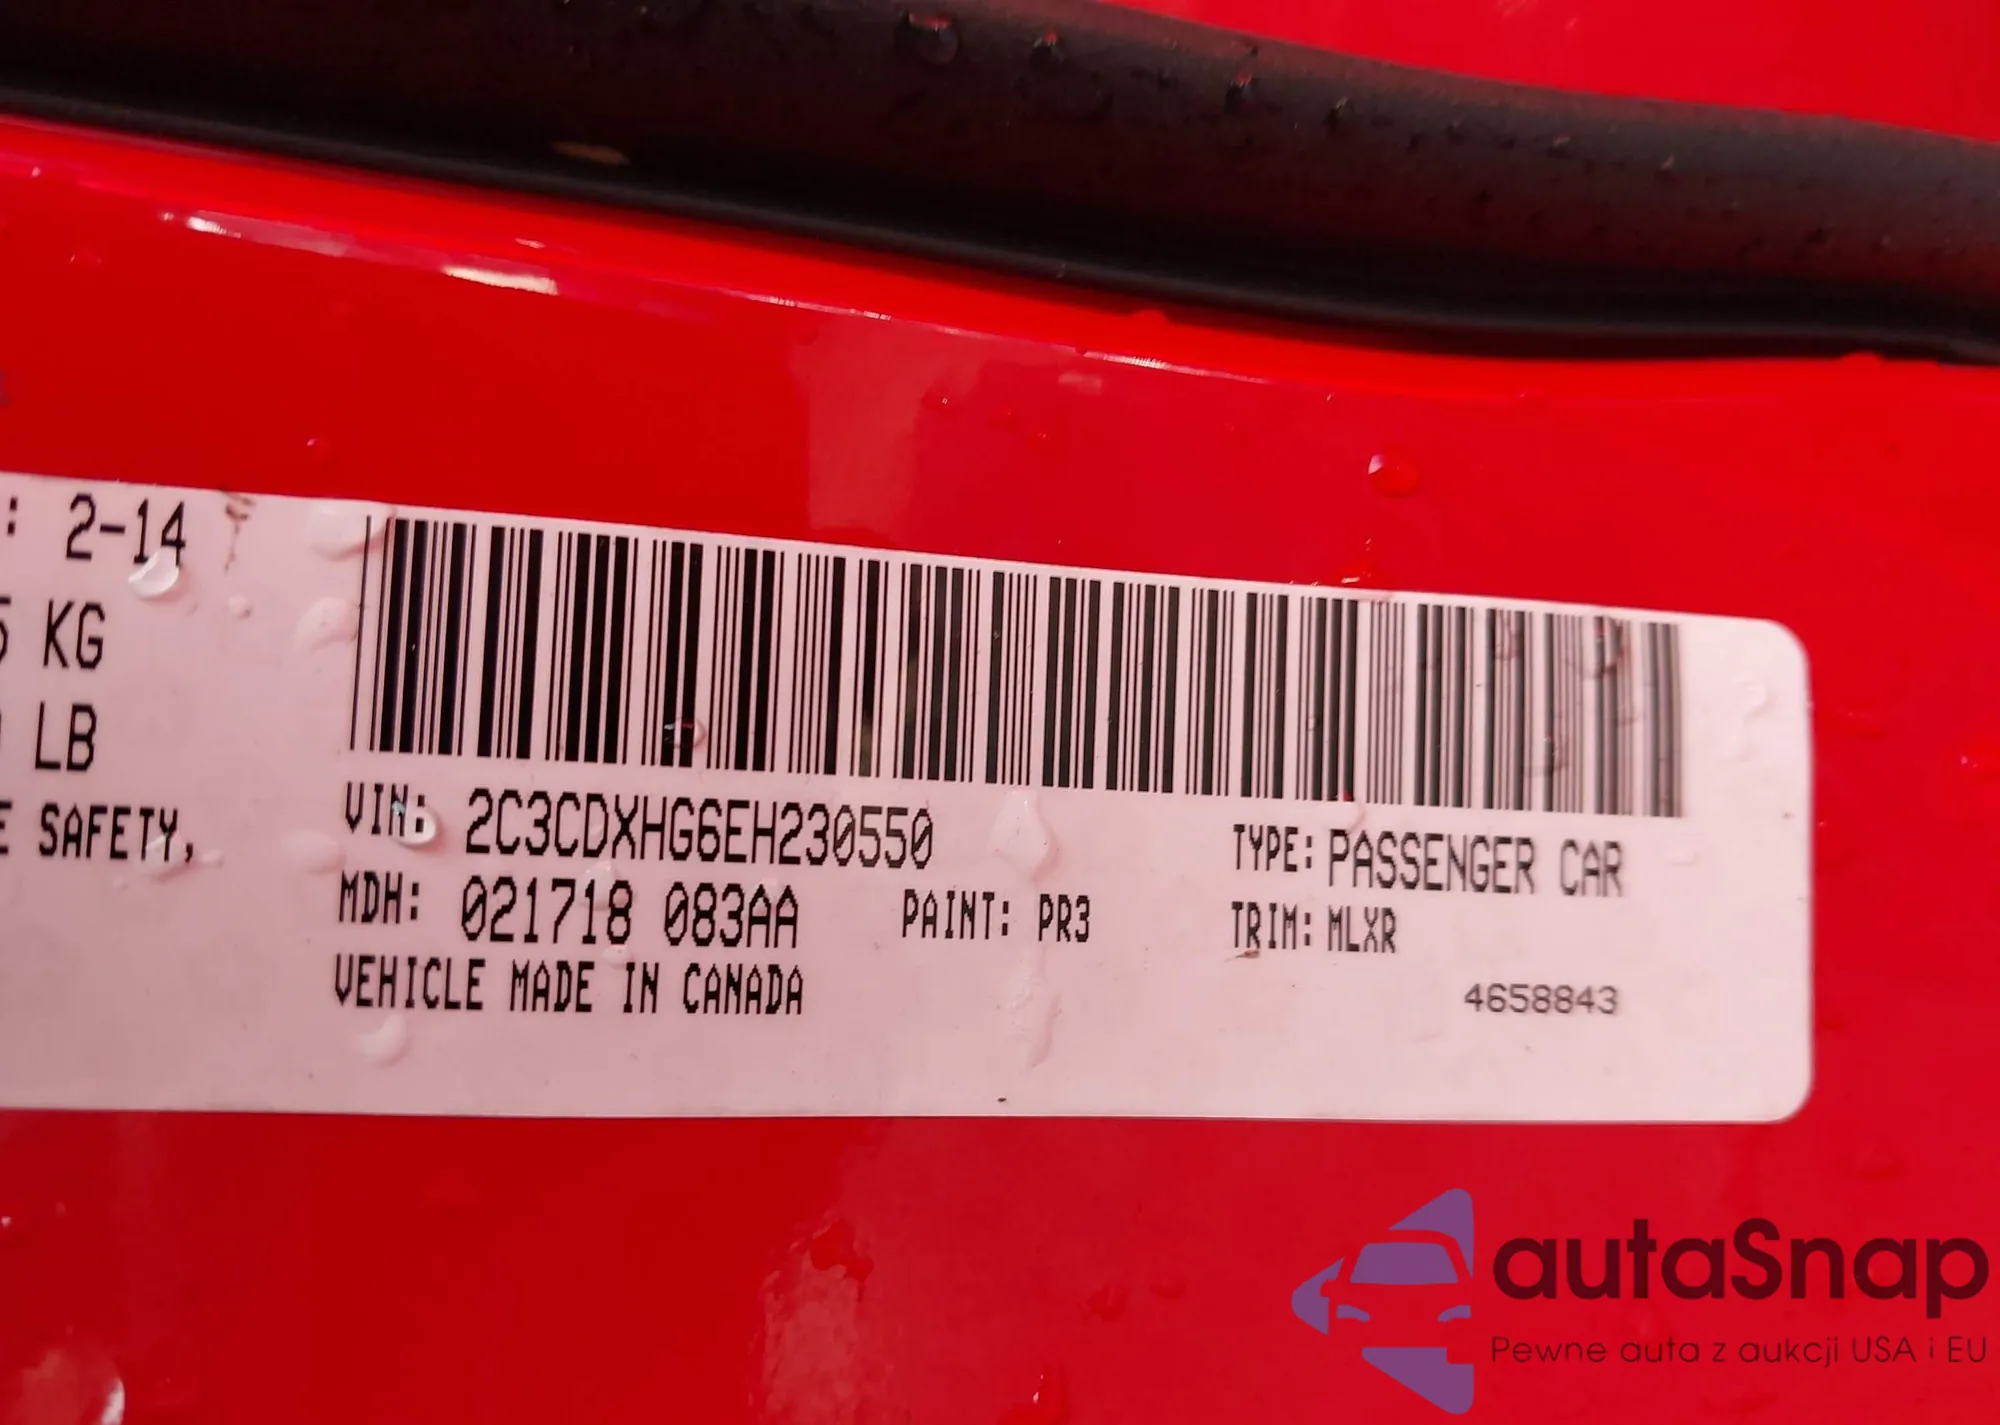 : 2-14
5 KG
LB
E SAFETY,
VIN: 2C3CDXHG6EH230550
TYPE: PASSENGER CAR
MDH: 021718 083AA
PAINT: PR3
TRIM: MLXR
VEHICLE MADE IN CANADA
4658843
autaSnap
Pewne auta z aukcji USA i EU